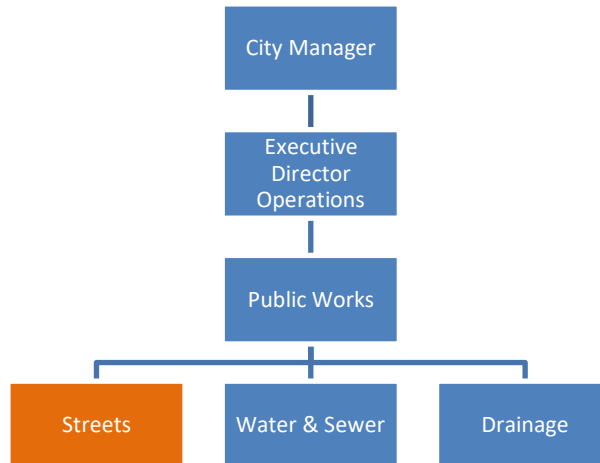 City Manager
Executive
Director
Operations
Public Works
Streets
Water & Sewer
Drainage